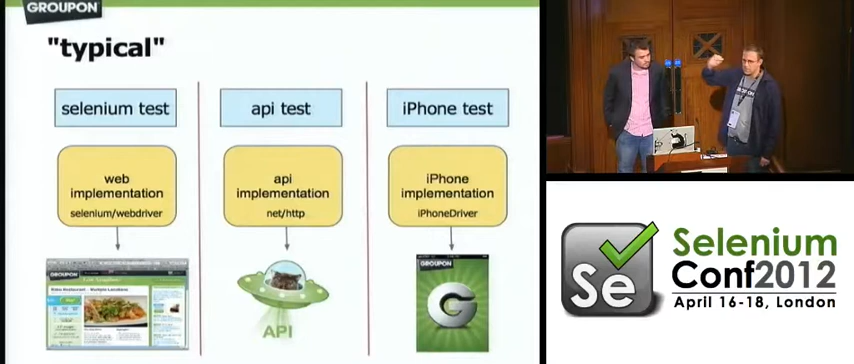 GROUPON
"typical"
selenium test
api test
iPhone test
web
implementation
selenium/webdriver
api
implementation
net/http
iPhone
implementation
iPhoneDriver
GROUPON
API
GROUPON
G
Se
Selenium
Conf2012
April 16-18, London